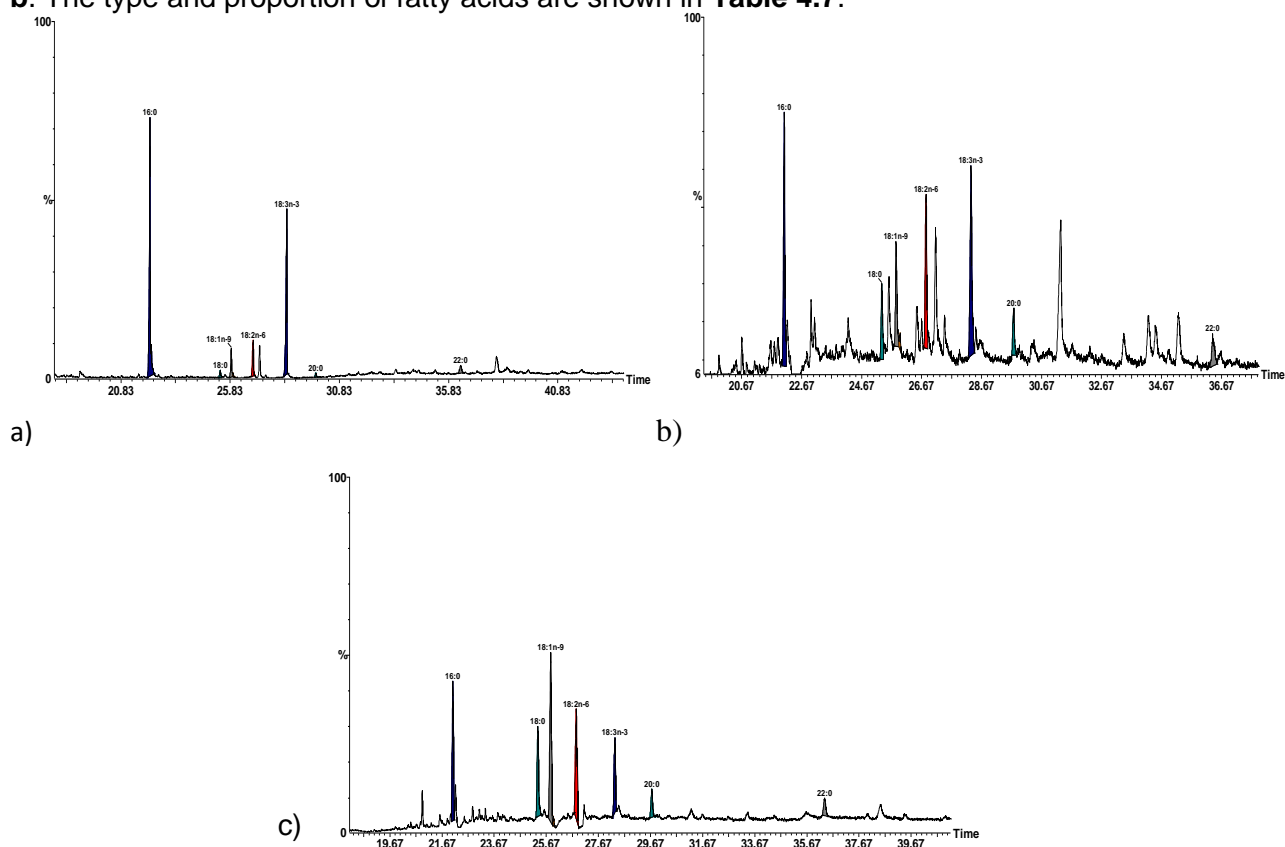 b. The type and proportion of fatty acids are shown in Table 4.7.
100
16:0
18:3n-3
%
18:1n-9
18:2n-6
18:0
20:0
22:0
0
Time
20.83 25.83 30.83 35.83 40.83
a)
100
16:0
18:3n-3
18:2n-6
%
18:1n-9
18:0
20:0
22:0
6
Time
20.67 22.67 24.67 26.67 28.67 30.67 32.67 34.67 36.67
b)
100
18:1n-9
%
16:0
18:2n-6
18:0
18:3n-3
20:0
22:0
0
Time
19.67 21.67 23.67 25.67 27.67 29.67 31.67 33.67 35.67 37.67 39.67
c)